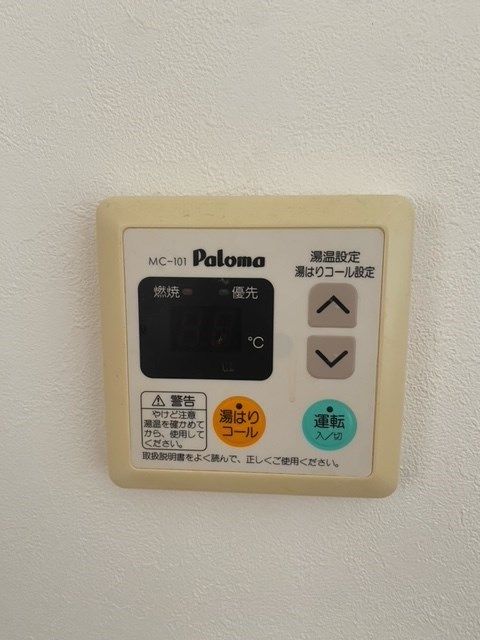 MC-101 Paloma
湯温設定
湯はりコール設定
燃焼
優先
℃
⚠ 警告
やけど注意
湯温を確かめて
から、使用して
ください。
湯はり
コール
運転
入/切
取扱説明書をよく読んで、正しくご使用ください。